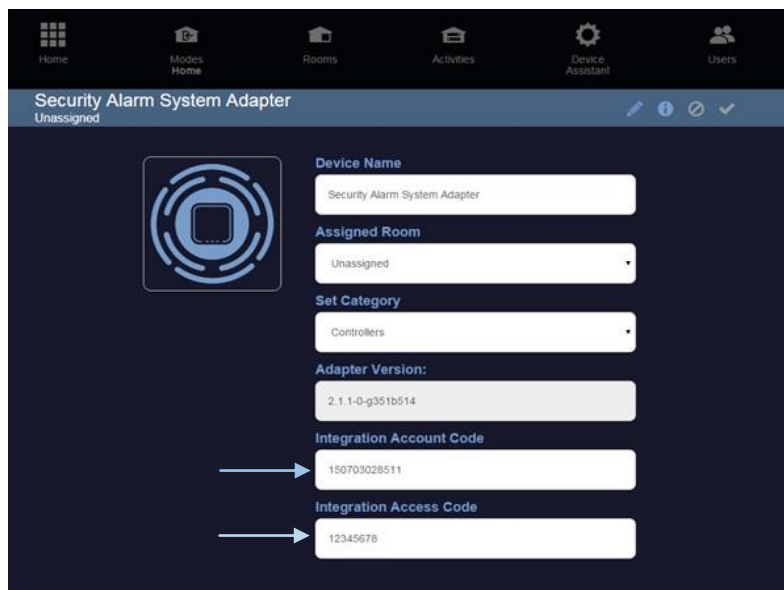 Home
Modes
Home
Rooms
Activities
Device
Assistant
Users
Security Alarm System Adapter
Unassigned
Device Name
Security Alarm System Adapter
Assigned Room
Unassigned
Set Category
Controllers
Adapter Version:
2.1.1-0-g351b514
Integration Account Code
150703028511
Integration Access Code
12345678